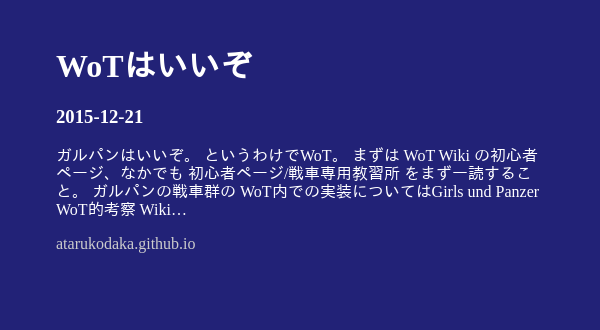 WoTはいいぞ
2015-12-21
ガルパンはいいぞ。 というわけでWoT。 まずは WoT Wiki の初心者
ページ、なかでも 初心者ページ/戦車専用教習所 をまず一読するこ
と。 ガルパンの戦車群の WoT内での実装についてはGirls und Panzer
WoT的考察 Wiki…
atarukodaka.github.io